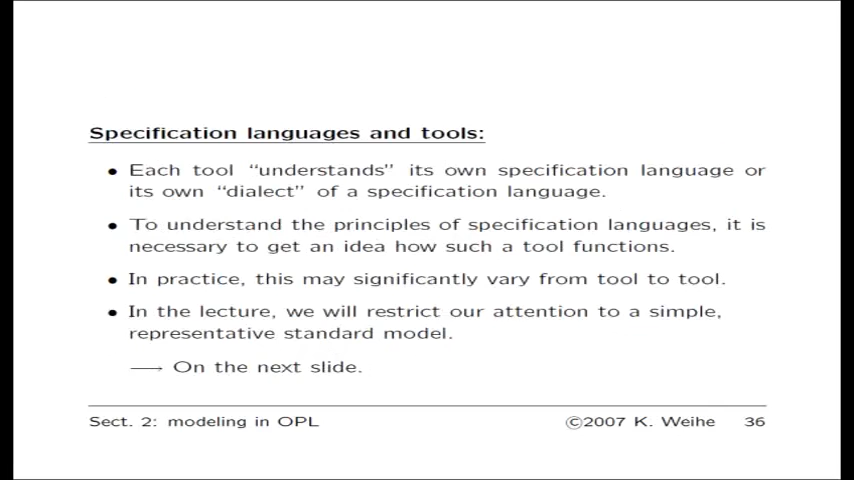 Specification languages and tools:
• Each tool “understands” its own specification language or
its own “dialect” of a specification language.
• To understand the principles of specification languages, it is
necessary to get an idea how such a tool functions.
• In practice, this may significantly vary from tool to tool.
• In the lecture, we will restrict our attention to a simple,
representative standard model.
⟶ On the next slide.
Sect. 2: modeling in OPL ©2007 K. Weihe 36